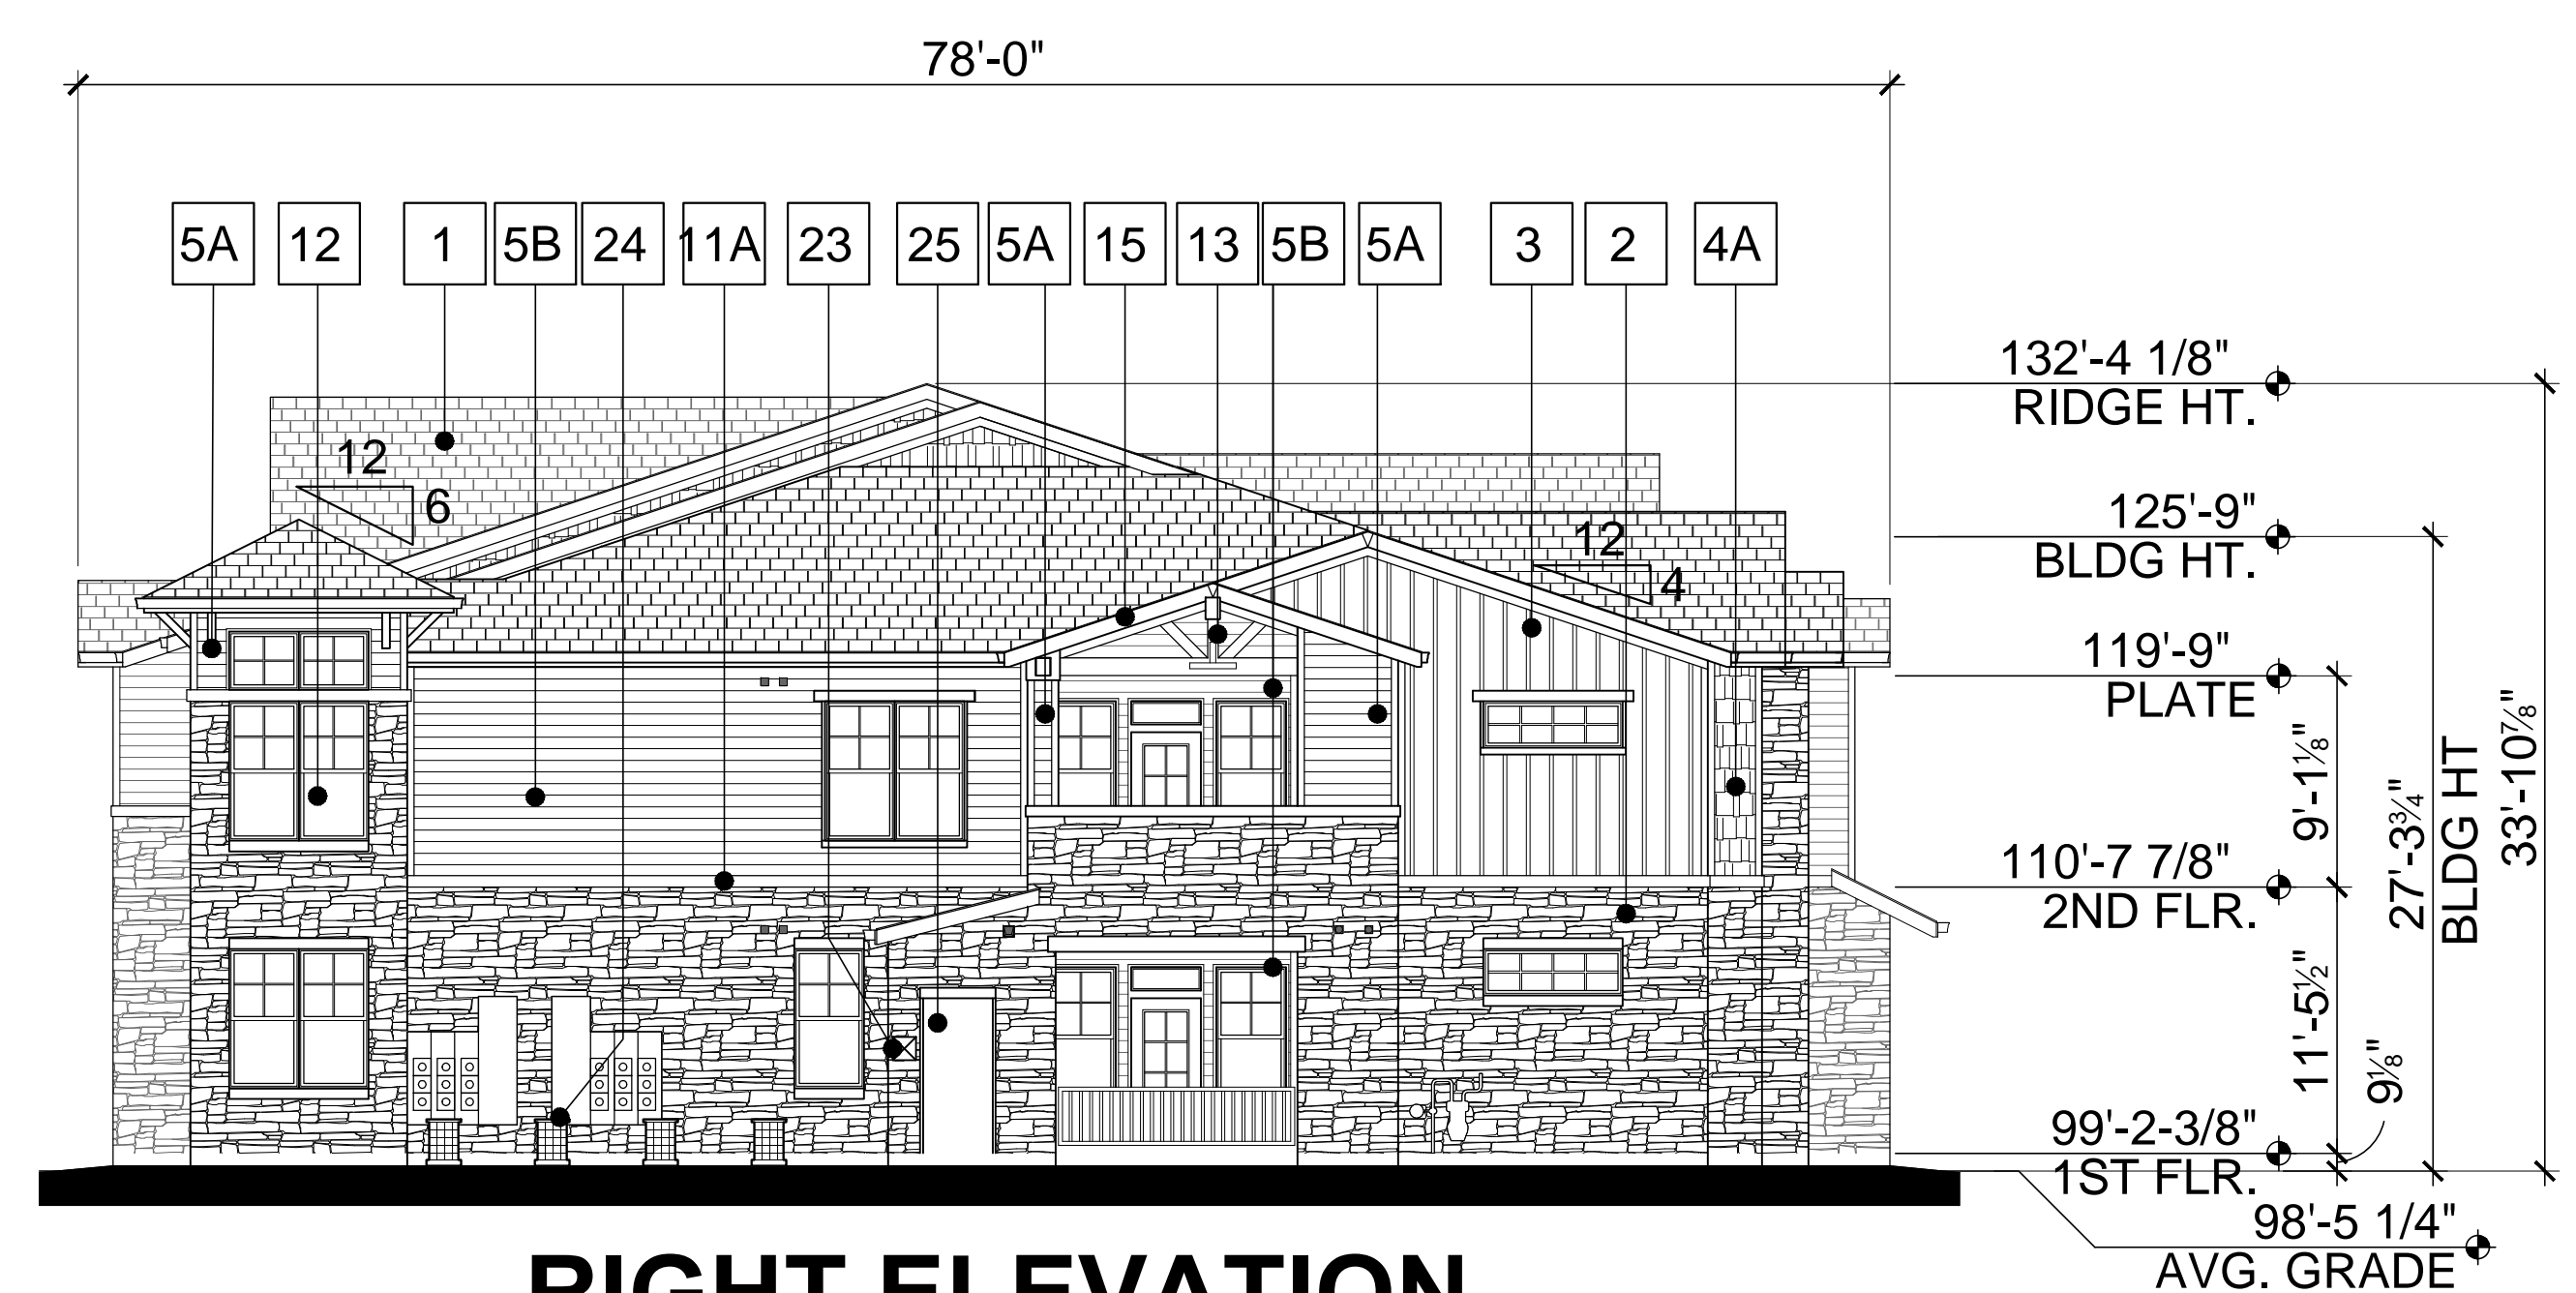 78'-0"
5A 12 1 5B 24 11A 23 25 5A 15 13 5B 5A 3 2 4A
132'-4 1/8"
RIDGE HT.
12
6
125'-9"
BLDG HT.
12
4
119'-9"
PLATE
9'-1⅛"
27'-3¾"
BLDG HT
33'-10⅞"
110'-7 7/8"
2ND FLR.
11'-5½"
9⅛"
99'-2-3/8"
1ST FLR.
98'-5 1/4"
AVG. GRADE
RIGHT ELEVATION